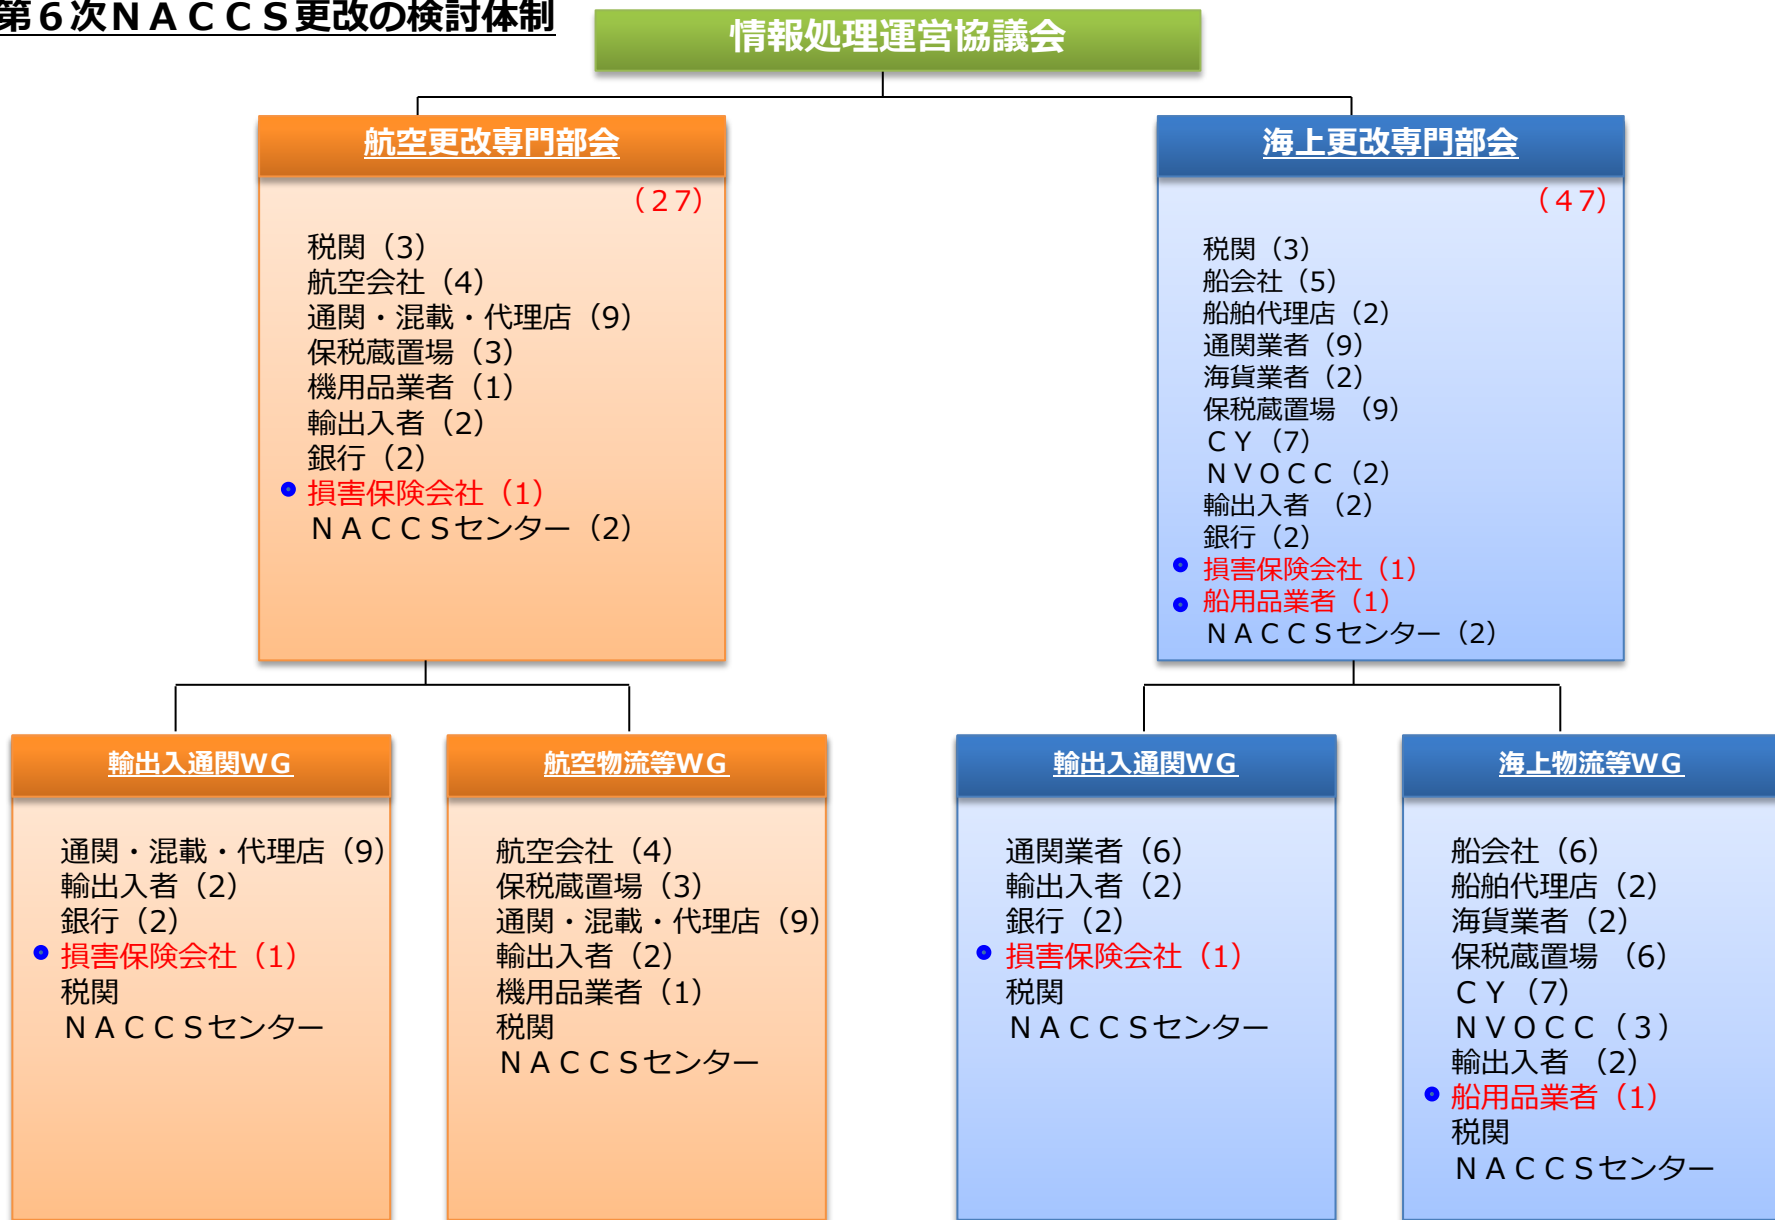 第６次ＮＡＣＣＳ更改の検討体制
情報処理運営協議会
航空更改専門部会
（２７）
税関（3）
航空会社（4）
通関・混載・代理店（9）
保税蔵置場（3）
機用品業者（1）
輸出入者（2）
銀行（2）
損害保険会社（1）
ＮＡＣＣＳセンター（2）
海上更改専門部会
（４７）
税関（3）
船会社（5）
船舶代理店（2）
通関業者（9）
海貨業者（2）
保税蔵置場 （9）
ＣＹ（7）
ＮＶＯＣＣ（2）
輸出入者 （2）
銀行（2）
損害保険会社（1）
船用品業者（1）
ＮＡＣＣＳセンター（2）
輸出入通関WG
通関・混載・代理店（9）
輸出入者（2）
銀行（2）
損害保険会社（1）
税関
ＮＡＣＣＳセンター
航空物流等WG
航空会社（4）
保税蔵置場（3）
通関・混載・代理店（9）
輸出入者（2）
機用品業者（1）
税関
ＮＡＣＣＳセンター
輸出入通関WG
通関業者（6）
輸出入者（2）
銀行（2）
損害保険会社（1）
税関
ＮＡＣＣＳセンター
海上物流等WG
船会社（6）
船舶代理店（2）
海貨業者（2）
保税蔵置場 （6）
ＣＹ（7）
ＮＶＯＣＣ（３）
輸出入者 （2）
船用品業者（1）
税関
ＮＡＣＣＳセンター